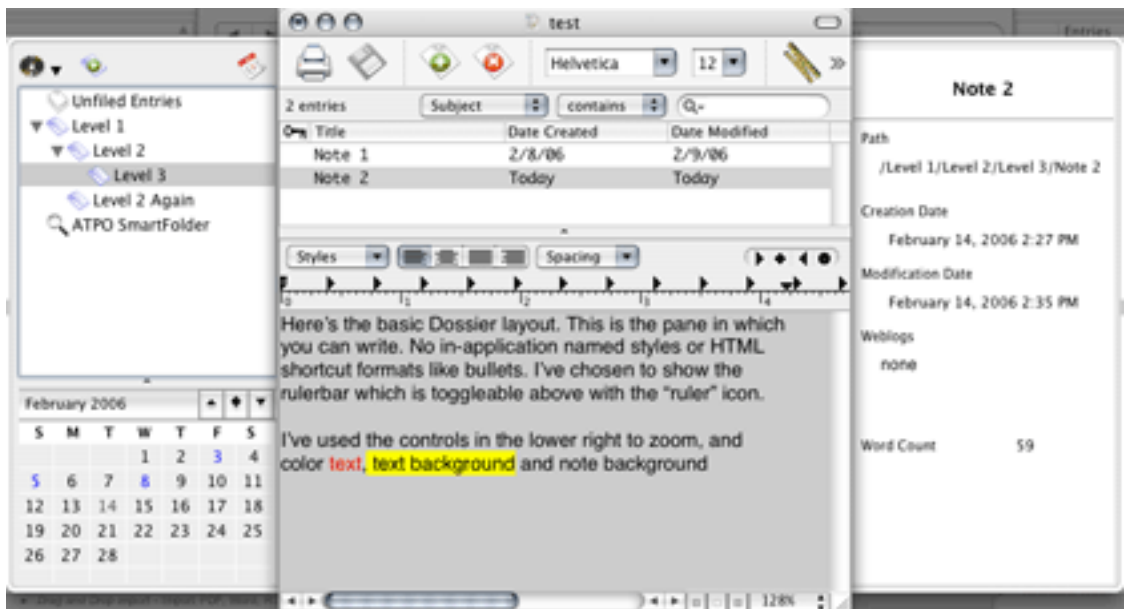 test
Entries
Helvetica
12
Unfiled Entries
Level 1
Level 2
Level 3
Level 2 Again
ATPO SmartFolder
2 entries Subject contains
Title Date Created Date Modified
Note 1 2/8/06 2/9/06
Note 2 Today Today
Styles Spacing
0 1 2 3 4
Here's the basic Dossier layout. This is the pane in which
you can write. No in-application named styles or HTML
shortcut formats like bullets. I've chosen to show the
rulerbar which is toggleable above with the “ruler” icon.
I've used the controls in the lower right to zoom, and
color text, text background and note background
128%
February 2006
S M T W T F S
1 2 3 4
5 6 7 8 9 10 11
12 13 14 15 16 17 18
19 20 21 22 23 24 25
26 27 28
Note 2
Path
/Level 1/Level 2/Level 3/Note 2
Creation Date
February 14, 2006 2:27 PM
Modification Date
February 14, 2006 2:35 PM
Weblogs
none
Word Count 59